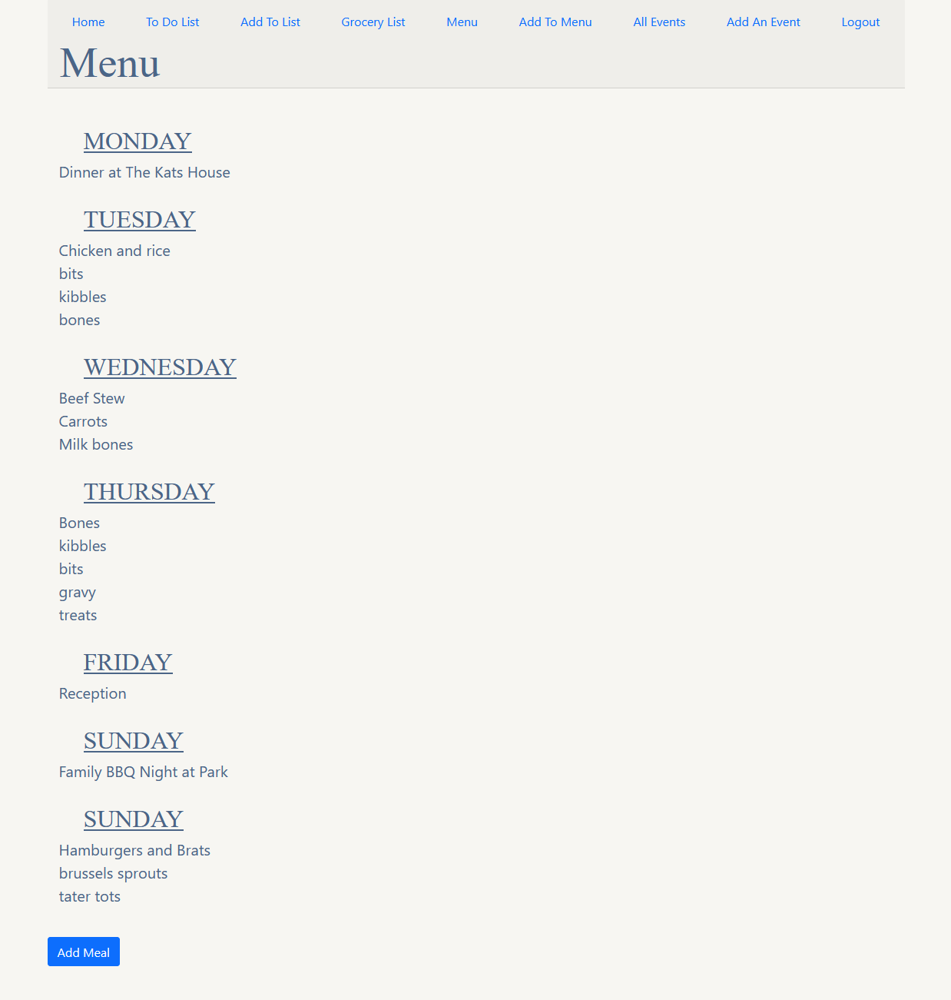 Home To Do List Add To List Grocery List Menu Add To Menu All Events Add An Event Logout
Menu
MONDAY
Dinner at The Kats House
TUESDAY
Chicken and rice
bits
kibbles
bones
WEDNESDAY
Beef Stew
Carrots
Milk bones
THURSDAY
Bones
kibbles
bits
gravy
treats
FRIDAY
Reception
SUNDAY
Family BBQ Night at Park
SUNDAY
Hamburgers and Brats
brussels sprouts
tater tots
Add Meal